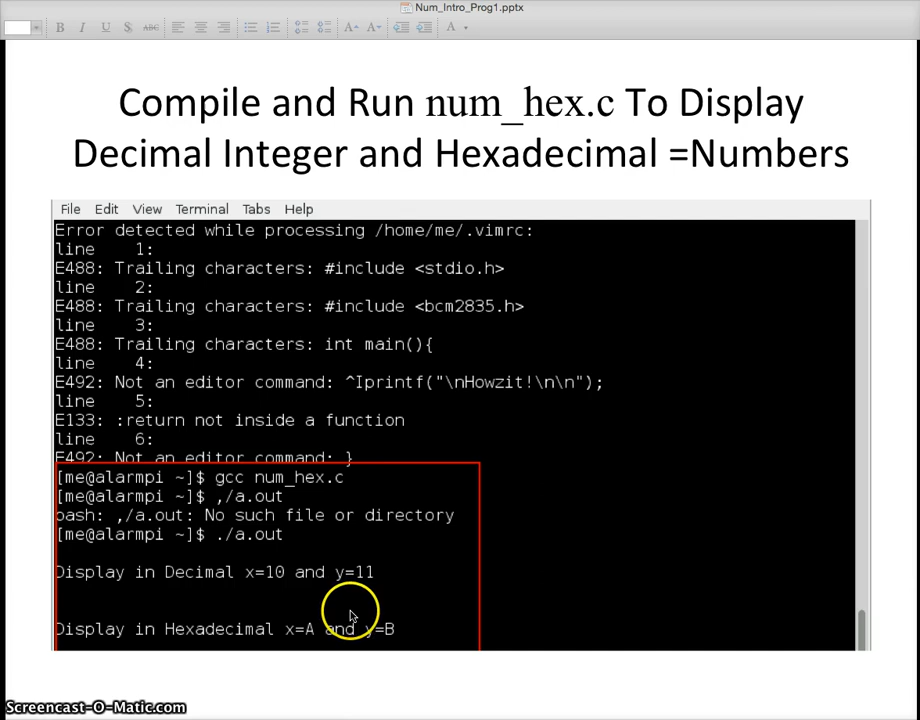 Num_Intro_Prog1.pptx
B I U S ABC A A A
Compile and Run num_hex.c To Display
Decimal Integer and Hexadecimal =Numbers
File Edit View Terminal Tabs Help
Error detected while processing /home/me/.vimrc:
line 1:
E488: Trailing characters: #include <stdio.h>
line 2:
E488: Trailing characters: #include <bcm2835.h>
line 3:
E488: Trailing characters: int main(){
line 4:
E492: Not an editor command: ^Iprintf("\nHowzit!\n\n");
line 5:
E133: :return not inside a function
line 6:
E492: Not an editor command: }
[me@alarmpi ~]$ gcc num_hex.c
[me@alarmpi ~]$ ,/a.out
bash: ,/a.out: No such file or directory
[me@alarmpi ~]$ ./a.out
Display in Decimal x=10 and y=11
Display in Hexadecimal x=A and y=B
Screencast-O-Matic.com